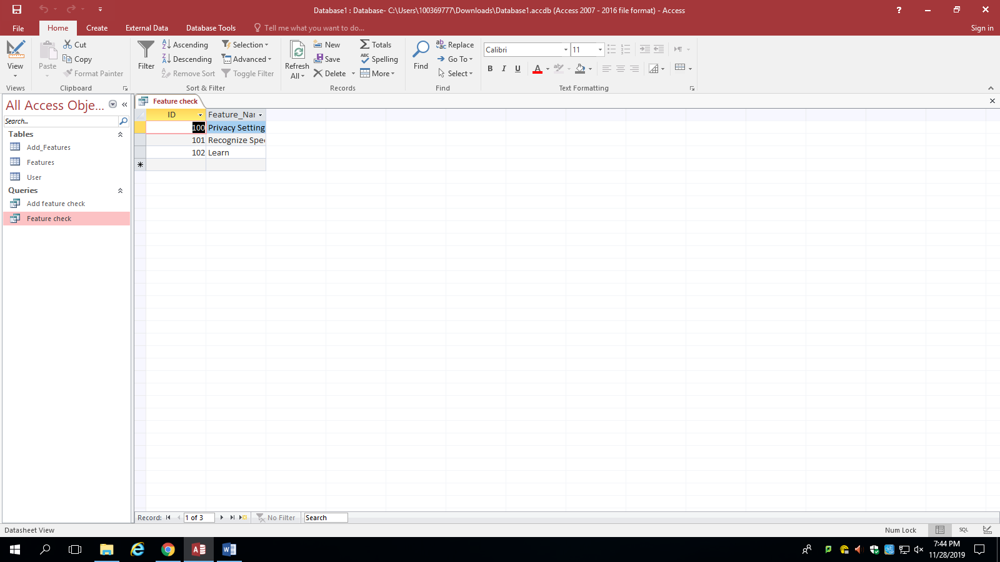 Database1 : Database- C:\Users\100369777\Downloads\Database1.accdb (Access 2007 - 2016 file format) - Access
?
File
Home
Create
External Data
Database Tools
Tell me what you want to do...
Sign in
View
Views
Paste
Cut
Copy
Format Painter
Clipboard
Filter
Ascending
Descending
Remove Sort
Selection
Advanced
Toggle Filter
Sort & Filter
Refresh
All
New
Save
Delete
Totals
Spelling
More
Records
Find
Replace
Go To
Select
Find
Calibri
11
B I U
A
Text Formatting
All Access Obje...
Search...
Tables
Add_Features
Features
User
Queries
Add feature check
Feature check
Feature check
ID Feature_Nar
100 Privacy Setting
101 Recognize Spee
102 Learn
Record: 1 of 3 No Filter Search
Datasheet View
Num Lock
SQL
7:44 PM
11/28/2019